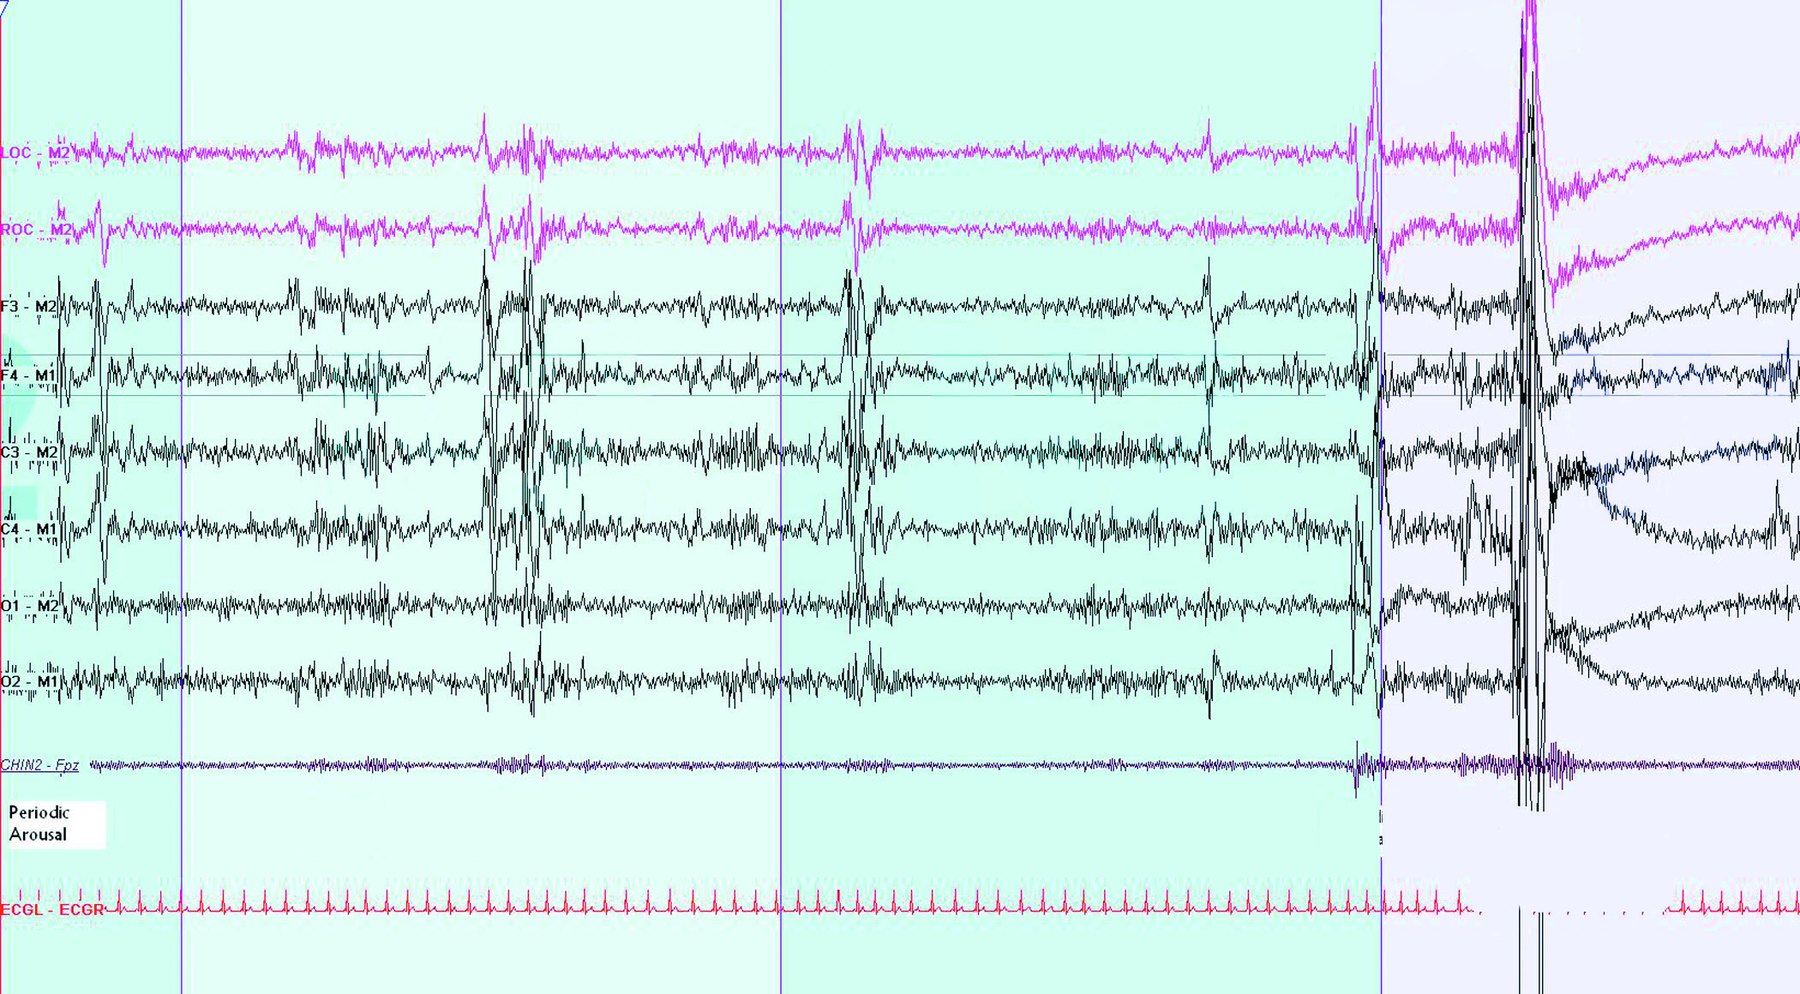 LOC - M2
ROC - M2
F3 - M2
F4 - M1
C3 - M2
C4 - M1
O1 - M2
O2 - M1
CHIN2 - Fpz
Periodic
Arousal
ECGL - ECGR